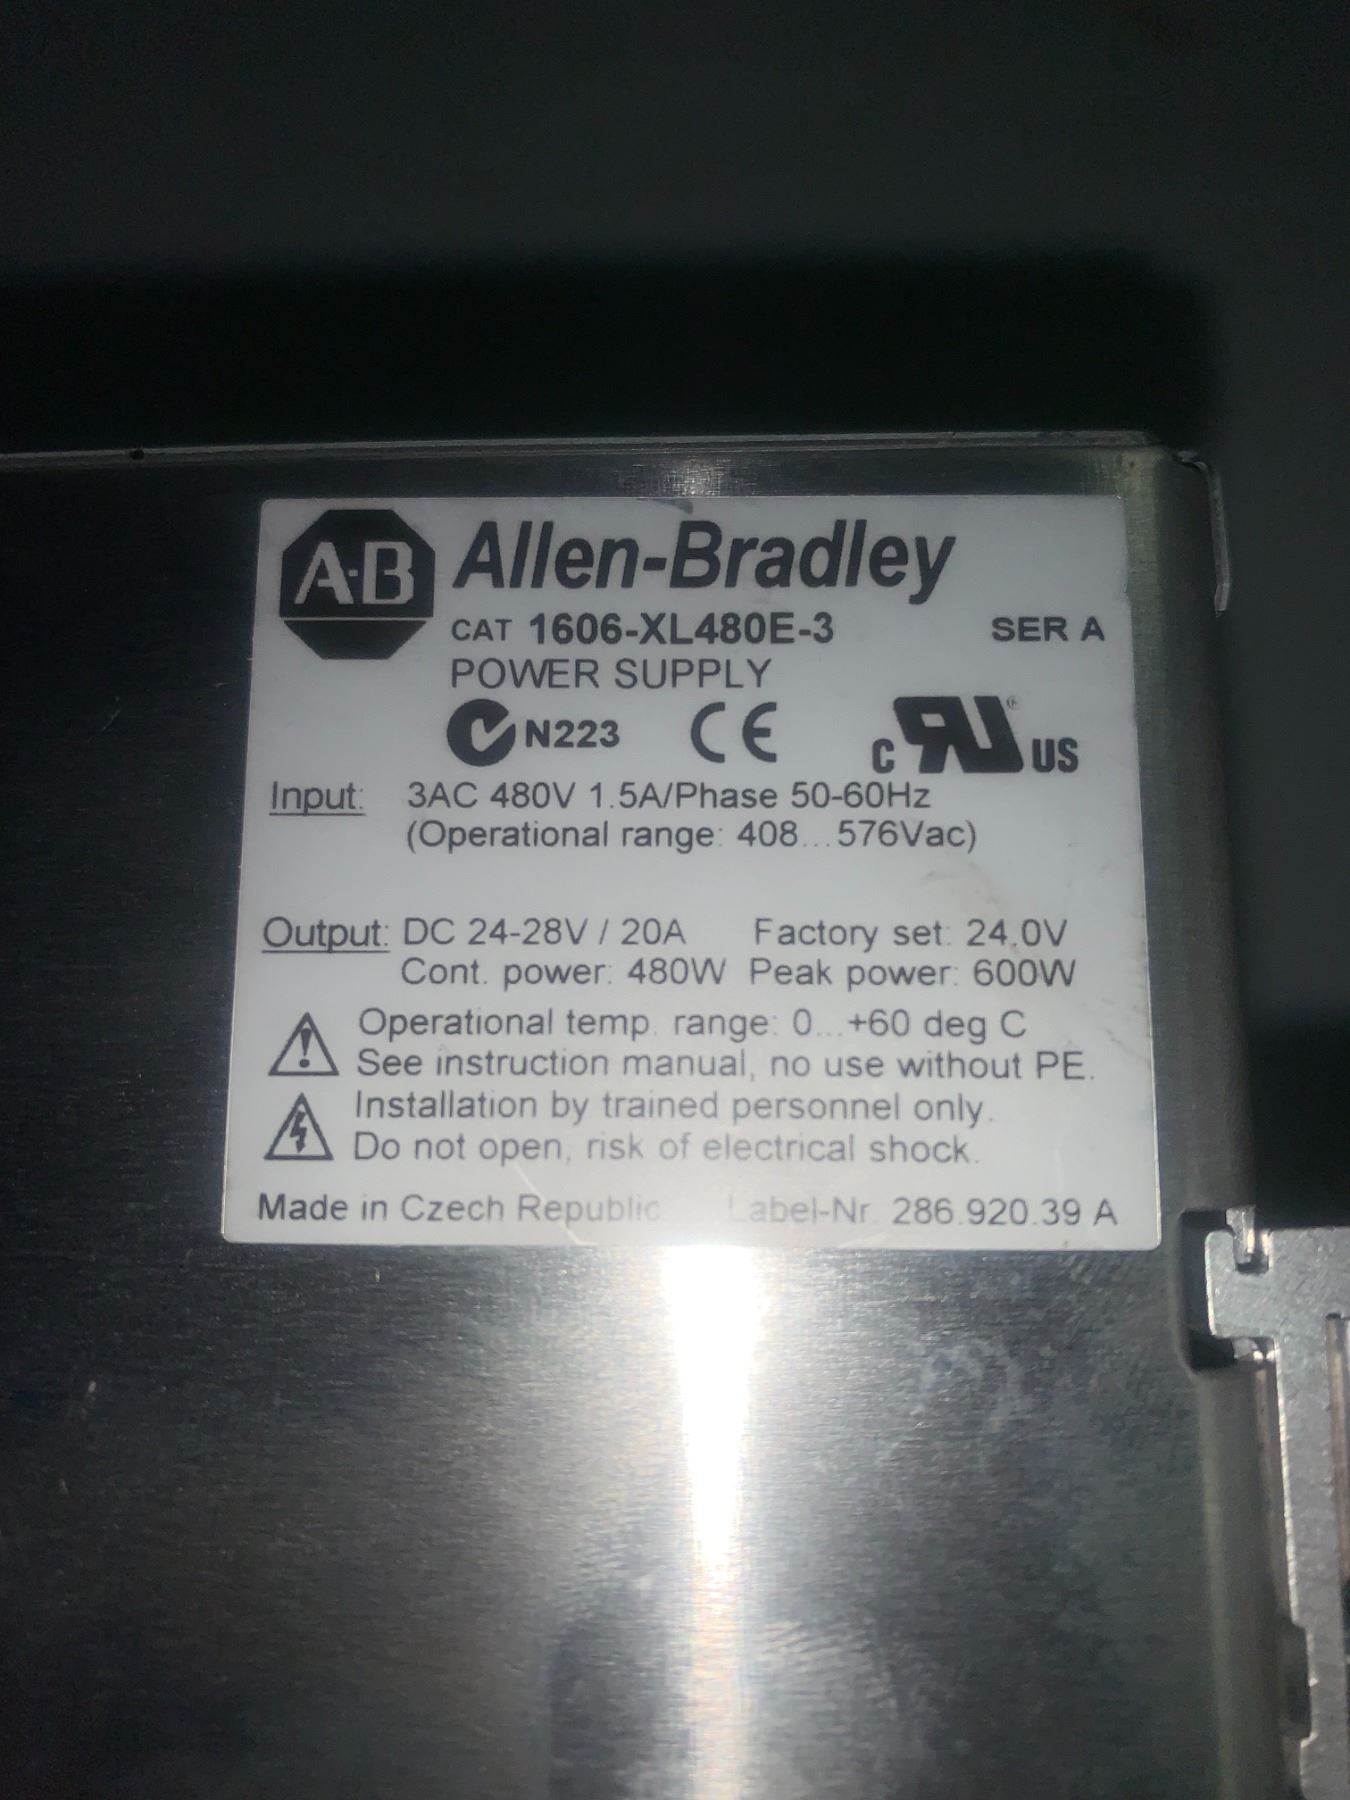 A-B Allen-Bradley
CAT 1606-XL480E-3 SER A
POWER SUPPLY
N223 CE c RU® US
Input: 3AC 480V 1.5A/Phase 50-60Hz
(Operational range: 408...576Vac)
Output: DC 24-28V / 20A Factory set: 24.0V
Cont. power: 480W Peak power: 600W
Operational temp. range: 0...+60 deg C
See instruction manual, no use without PE.
Installation by trained personnel only.
Do not open, risk of electrical shock.
Made in Czech Republic Label-Nr. 286.920.39 A